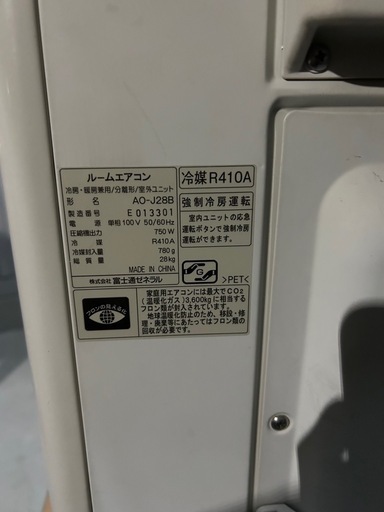 ルームエアコン
冷房・暖房兼用/分離形/室外ユニット
形名 AO-J28B
製造番号 E 013301
電源 単相100V 50/60Hz
圧縮機出力 750W
冷媒 R410A
冷媒封入量 780g
総質量 28kg
MADE IN CHINA
株式会社 富士通ゼネラル
冷媒R410A
強制冷房運転
室内ユニットの応急
運転ボタンで強制冷房
運転ができます。
G
>PET<
フロンの見える化
家庭用エアコンには最大でCO2
(温暖化ガス)3,600kgに相当する
フロン類が封入されています。
地球温暖化防止のため、移設・修
理・廃棄等にあたってはフロン類の
回収が必要です。